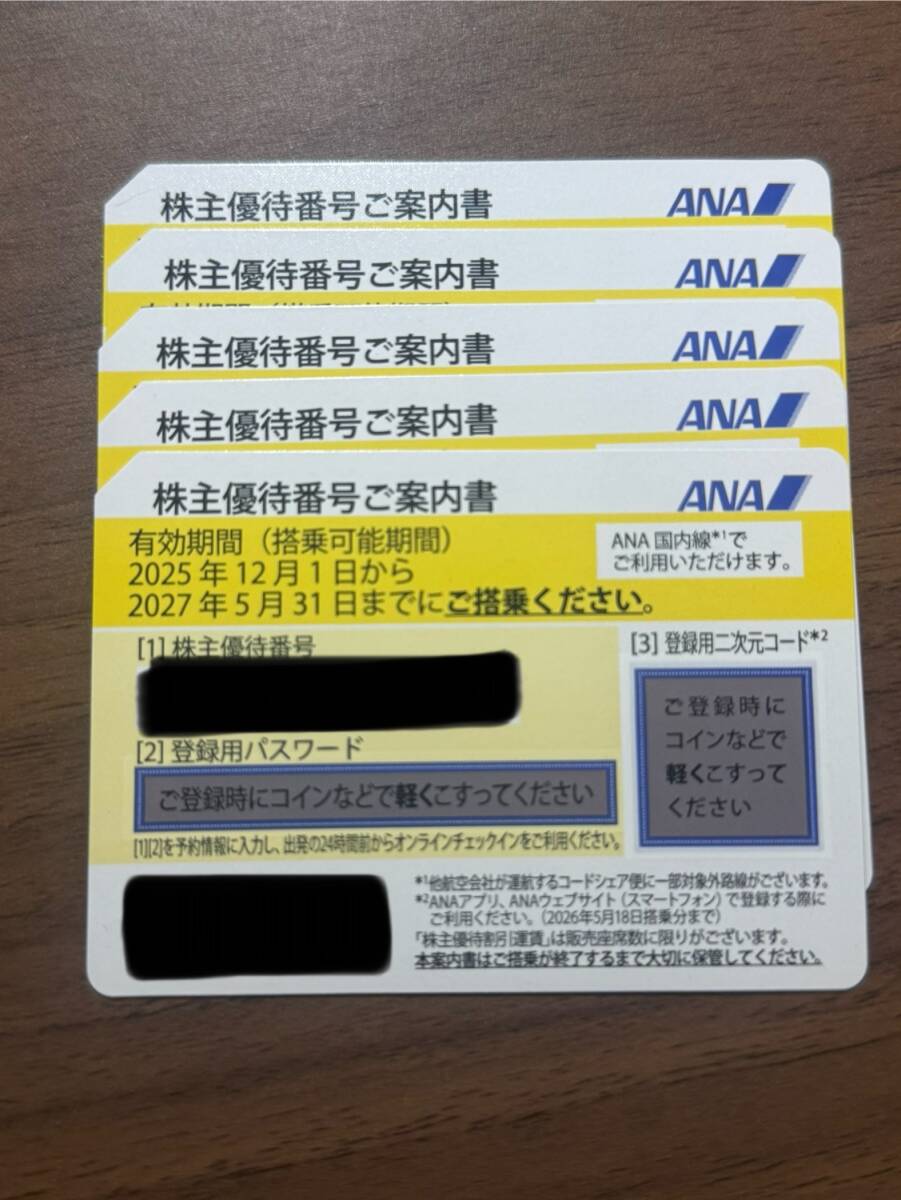 株主優待番号ご案内書 ANA
株主優待番号ご案内書 ANA
株主優待番号ご案内書 ANA
株主優待番号ご案内書 ANA
株主優待番号ご案内書 ANA
有効期間（搭乗可能期間）
2025年12月1日から
2027年5月31日までにご搭乗ください。
ANA国内線*1で
ご利用いただけます。
[1] 株主優待番号
[2] 登録用パスワード
ご登録時にコインなどで軽くこすってください
[1][2]を予約情報に入力し、出発の24時間前からオンラインチェックインをご利用ください。
[3] 登録用二次元コード*2
ご登録時に
コインなどで
軽くこすって
ください
*1他航空会社が運航するコードシェア便に一部対象外路線がございます。
*2ANAアプリ、ANAウェブサイト（スマートフォン）で登録する際に
ご利用ください。（2026年5月18日搭乗分まで）
「株主優待割引運賃」は販売座席数に限りがございます。
本案内書はご搭乗が終了するまで大切に保管してください。